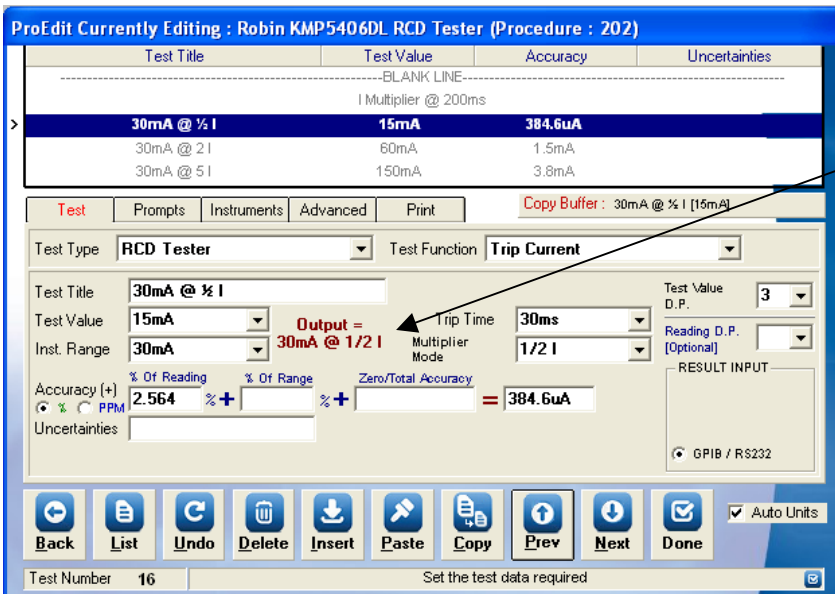 ProEdit Currently Editing : Robin KMP5406DL RCD Tester (Procedure : 202)
Test Title Test Value Accuracy Uncertainties
------BLANK LINE------
I Multiplier @ 200ms
> 30mA @ ½ I 15mA 384.6uA
30mA @ 2 I 60mA 1.5mA
30mA @ 5 I 150mA 3.8mA
Test Prompts Instruments Advanced Print Copy Buffer : 30mA @ ½ I [15mA]
Test Type RCD Tester Test Function Trip Current
Test Title 30mA @ ½ I Test Value D.P. 3
Test Value 15mA Output = 30mA @ 1/2 I Trip Time 30ms
Inst. Range 30mA Multiplier Mode 1/2 I Reading D.P. [Optional]
RESULT INPUT
% Of Reading % Of Range Zero/Total Accuracy
Accuracy (+) 2.564 %+ %+ = 384.6uA
% PPM
Uncertainties
GPIB / RS232
Back List Undo Delete Insert Paste Copy Prev Next Done Auto Units
Test Number 16 Set the test data required